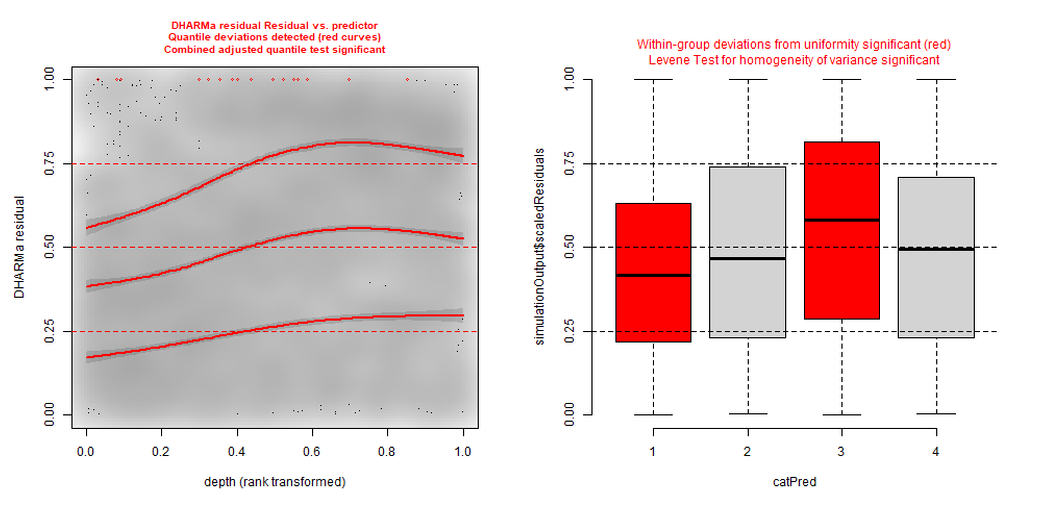 DHARMa residual Residual vs. predictor
Quantile deviations detected (red curves)
Combined adjusted quantile test significant
DHARMa residual
1.00
0.75
0.50
0.25
0.00
0.0 0.2 0.4 0.6 0.8 1.0
depth (rank transformed)
Within-group deviations from uniformity significant (red)
Levene Test for homogeneity of variance significant
simulationOutput$scaledResiduals
1.00
0.75
0.50
0.25
0.00
1 2 3 4
catPred